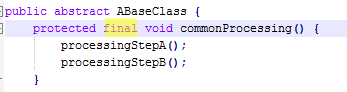 public abstract ABaseClass {
    protected final void commonProcessing() {
        processingStepA();
        processingStepB();
    }